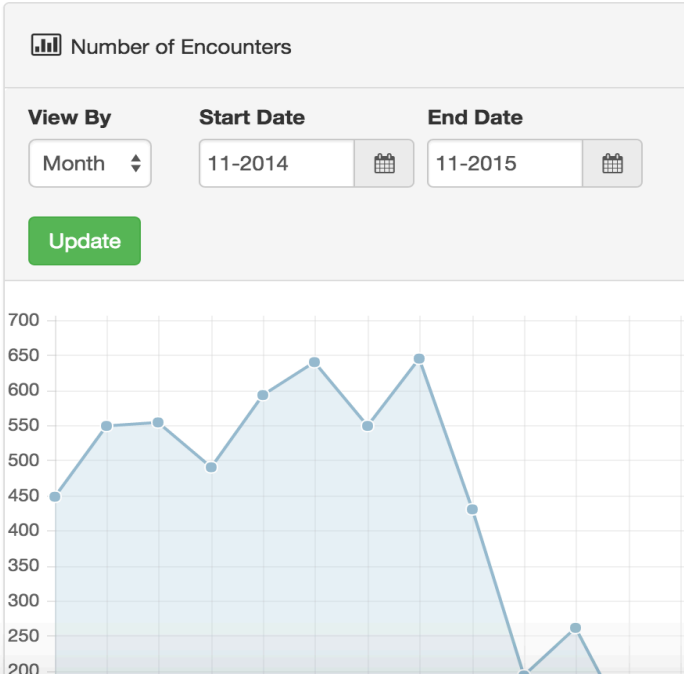 Number of Encounters
View By Start Date End Date
Month 11-2014 11-2015
Update
700
650
600
550
500
450
400
350
300
250
200